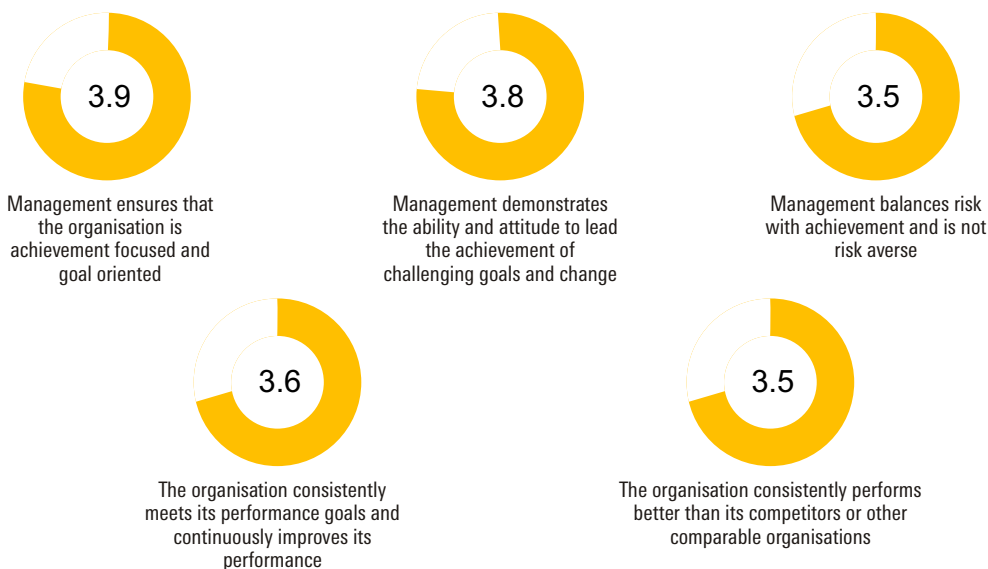 3.9
Management ensures that
the organisation is
achievement focused and
goal oriented
3.8
Management demonstrates
the ability and attitude to lead
the achievement of
challenging goals and change
3.5
Management balances risk
with achievement and is not
risk averse
3.6
The organisation consistently
meets its performance goals and
continuously improves its
performance
3.5
The organisation consistently performs
better than its competitors or other
comparable organisations